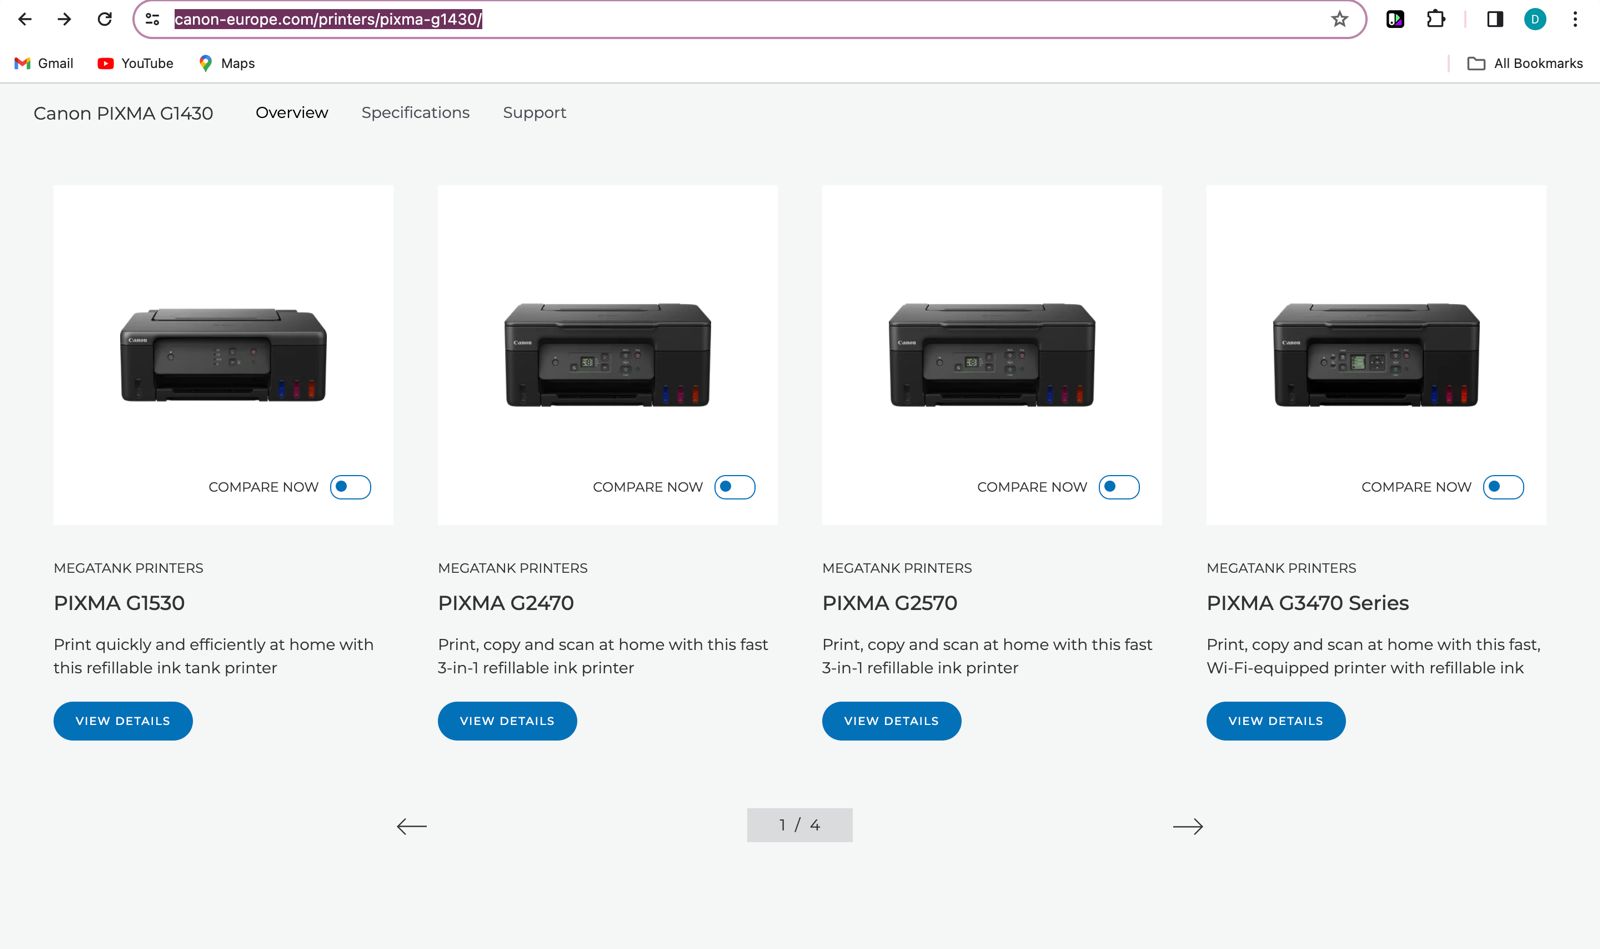 canon-europe.com/printers/pixma-g1430/
D
Gmail YouTube Maps All Bookmarks
Canon PIXMA G1430 Overview Specifications Support
Canon Canon Canon Canon
COMPARE NOW COMPARE NOW COMPARE NOW COMPARE NOW
MEGATANK PRINTERS
PIXMA G1530
Print quickly and efficiently at home with
this refillable ink tank printer
VIEW DETAILS
MEGATANK PRINTERS
PIXMA G2470
Print, copy and scan at home with this fast
3-in-1 refillable ink printer
VIEW DETAILS
MEGATANK PRINTERS
PIXMA G2570
Print, copy and scan at home with this fast
3-in-1 refillable ink printer
VIEW DETAILS
MEGATANK PRINTERS
PIXMA G3470 Series
Print, copy and scan at home with this fast,
Wi-Fi-equipped printer with refillable ink
VIEW DETAILS
1 / 4